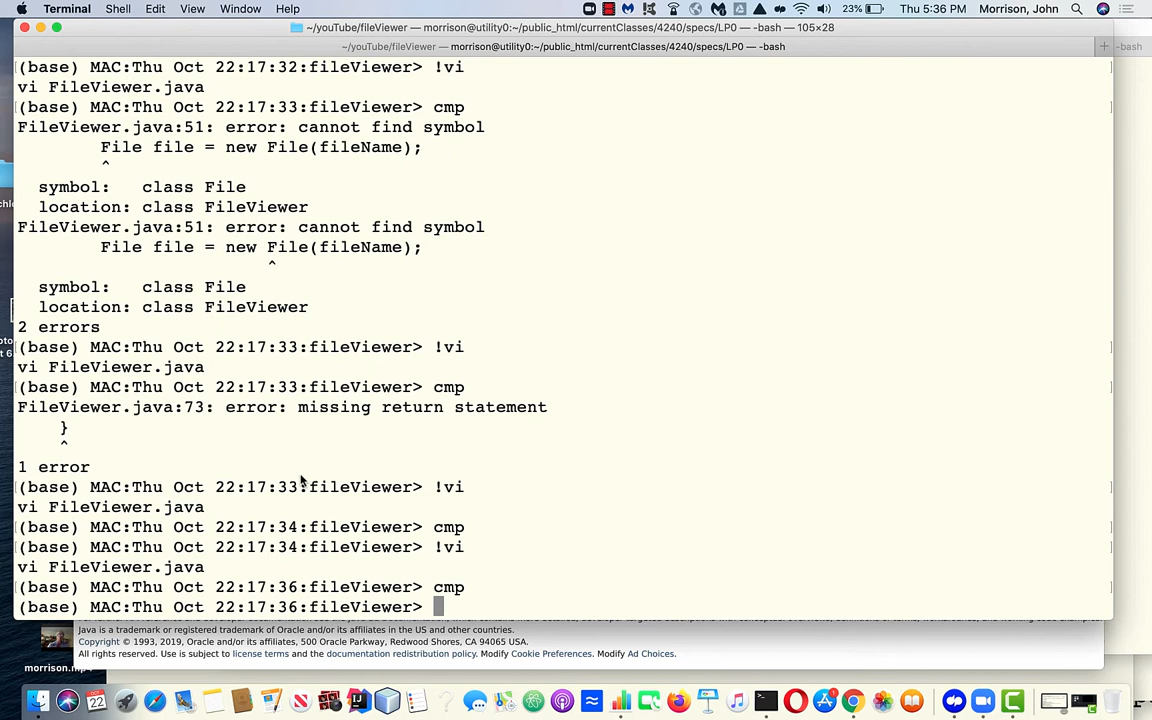 Terminal Shell Edit View Window Help 23% Thu 5:36 PM Morrison, John
~/youTube/fileViewer — morrison@utility0:~/public_html/currentClasses/4240/specs/LP0 — -bash — 105×28
~/youTube/fileViewer — morrison@utility0:~/public_html/currentClasses/4240/specs/LP0 — -bash
+ -bash
(base) MAC:Thu Oct 22:17:32:fileViewer> !vi
vi FileViewer.java
(base) MAC:Thu Oct 22:17:33:fileViewer> cmp
FileViewer.java:51: error: cannot find symbol
File file = new File(fileName);
^
symbol: class File
location: class FileViewer
FileViewer.java:51: error: cannot find symbol
File file = new File(fileName);
^
symbol: class File
location: class FileViewer
2 errors
(base) MAC:Thu Oct 22:17:33:fileViewer> !vi
vi FileViewer.java
(base) MAC:Thu Oct 22:17:33:fileViewer> cmp
FileViewer.java:73: error: missing return statement
}
^
1 error
(base) MAC:Thu Oct 22:17:33:fileViewer> !vi
vi FileViewer.java
(base) MAC:Thu Oct 22:17:34:fileViewer> cmp
(base) MAC:Thu Oct 22:17:34:fileViewer> !vi
vi FileViewer.java
(base) MAC:Thu Oct 22:17:36:fileViewer> cmp
(base) MAC:Thu Oct 22:17:36:fileViewer>
Java is a trademark or registered trademark of Oracle and/or its affiliates in the US and other countries.
Copyright © 1993, 2019, Oracle and/or its affiliates, 500 Oracle Parkway, Redwood Shores, CA 94065 USA.
All rights reserved. Use is subject to license terms and the documentation redistribution policy. Modify Cookie Preferences. Modify Ad Choices.
22